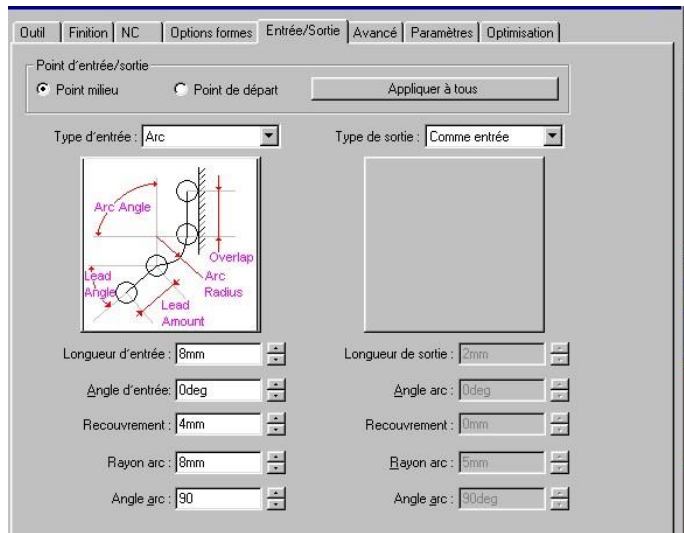 Outil Finition NC Options formes Entrée/Sortie Avancé Paramètres Optimisation
Point d'entrée/sortie
Point milieu Point de départ Appliquer à tous
Type d'entrée : Arc Type de sortie : Comme entrée
Arc Angle
Overlap
Lead Angle
Arc Radius
Lead Amount
Longueur d'entrée : 8mm Longueur de sortie : 2mm
Angle d'entrée: 0deg Angle arc : 0deg
Recouvrement : 4mm Recouvrement : 0mm
Rayon arc : 8mm Rayon arc : 5mm
Angle arc : 90 Angle arc : 90deg